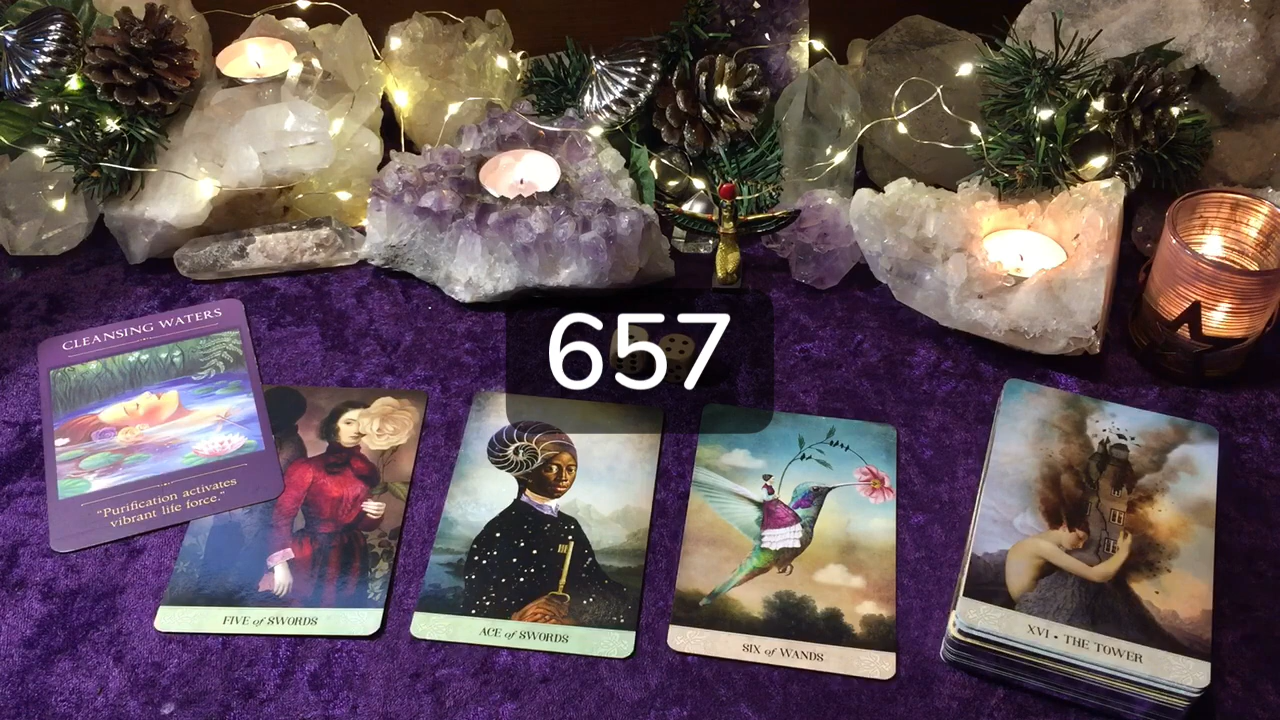 657
CLEANSING WATERS
"Purification activates
vibrant life force."
FIVE of SWORDS
ACE of SWORDS
SIX of WANDS
XVI • THE TOWER